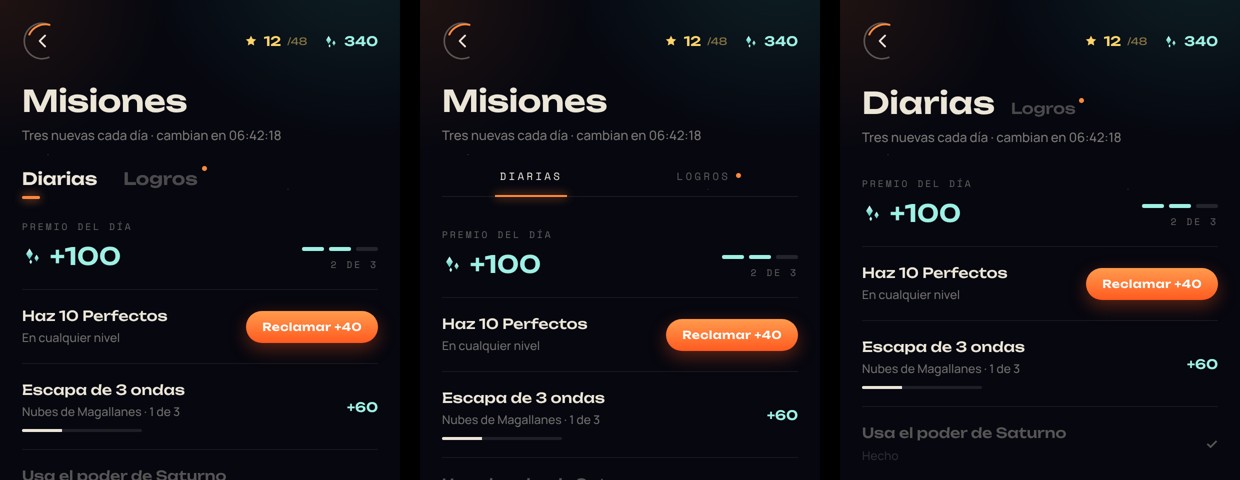 12 /48 340
Misiones
Tres nuevas cada día · cambian en 06:42:18
Diarias Logros
PREMIO DEL DÍA
+100
2 DE 3
Haz 10 Perfectos
En cualquier nivel
Reclamar +40
Escapa de 3 ondas
Nubes de Magallanes · 1 de 3
+60
Usa el poder de Saturno
12 /48 340
Misiones
Tres nuevas cada día · cambian en 06:42:18
DIARIAS LOGROS
PREMIO DEL DÍA
+100
2 DE 3
Haz 10 Perfectos
En cualquier nivel
Reclamar +40
Escapa de 3 ondas
Nubes de Magallanes · 1 de 3
+60
12 /48 340
Diarias Logros
Tres nuevas cada día · cambian en 06:42:18
PREMIO DEL DÍA
+100
2 DE 3
Haz 10 Perfectos
En cualquier nivel
Reclamar +40
Escapa de 3 ondas
Nubes de Magallanes · 1 de 3
+60
Usa el poder de Saturno
Hecho